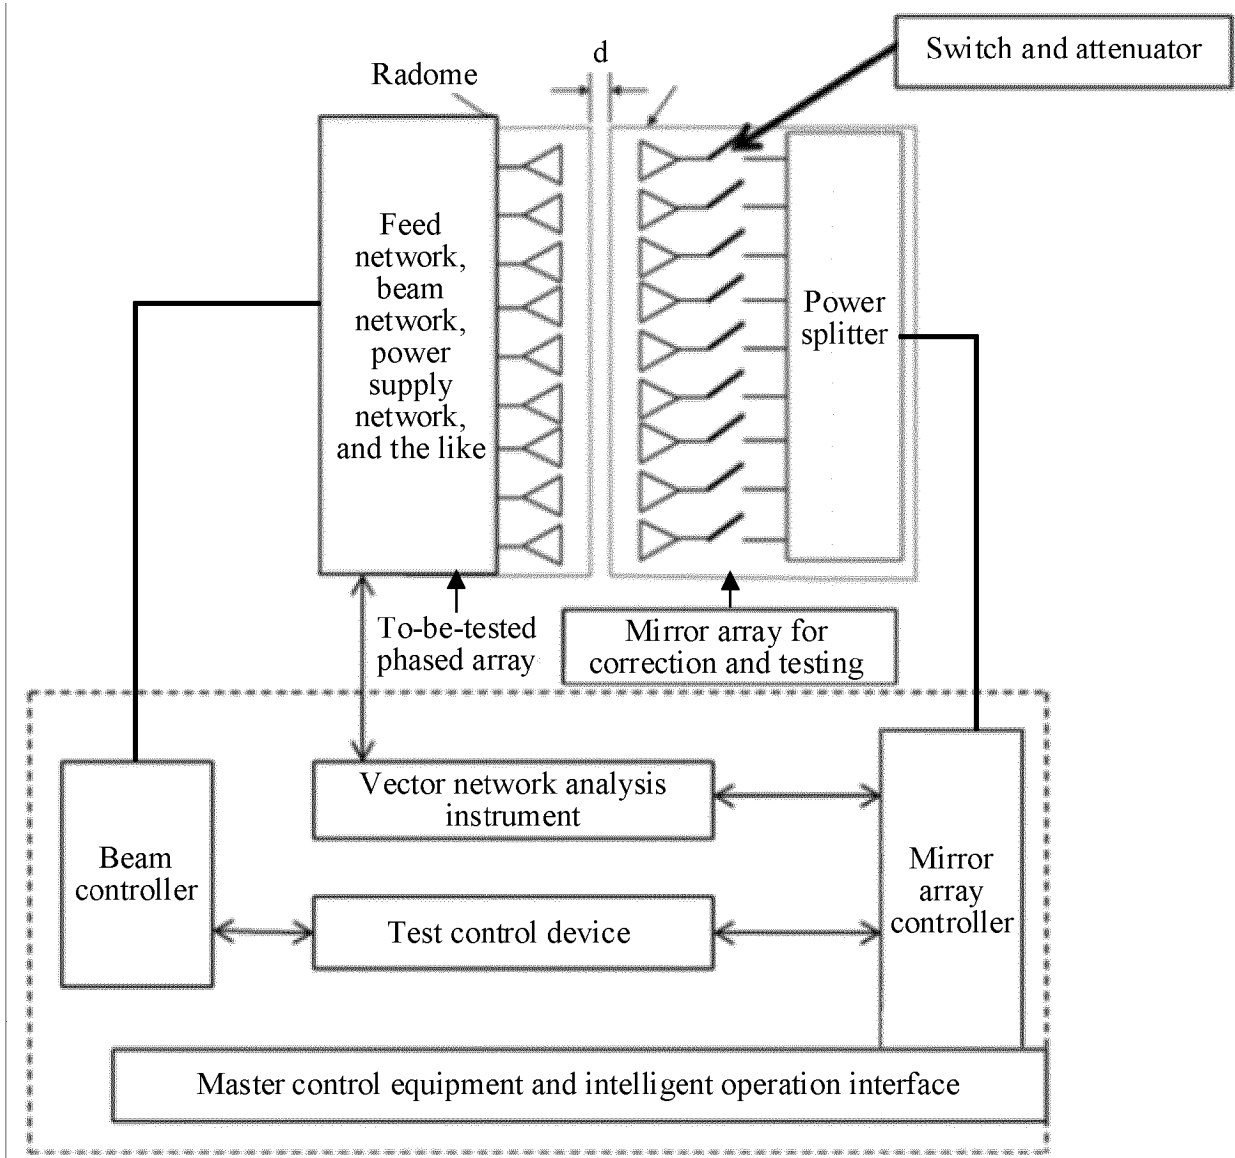 Switch and attenuator
d
Radome
Feed
network,
beam
network,
power
supply
network,
and the like
Power
splitter
To-be-tested
phased array
Mirror array for
correction and testing
Vector network analysis
instrument
Beam
controller
Mirror
array
controller
Test control device
Master control equipment and intelligent operation interface